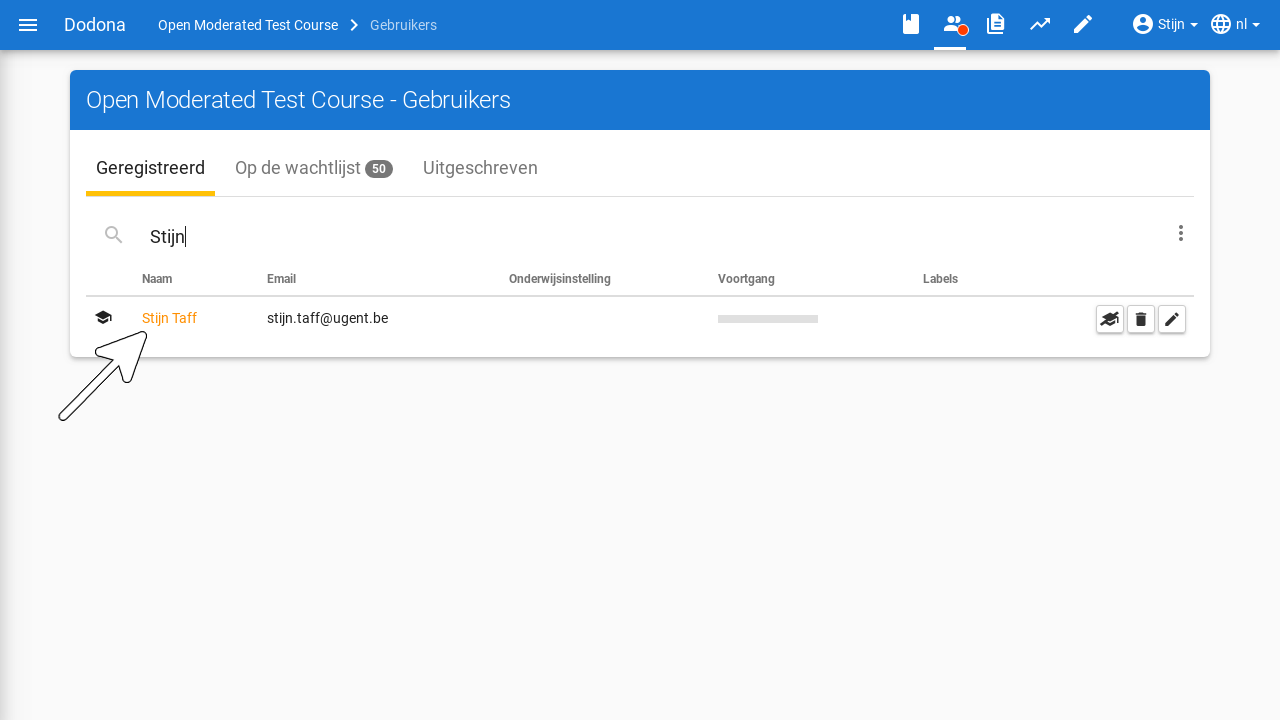 Dodona Open Moderated Test Course Gebruikers Stijn nl
Open Moderated Test Course - Gebruikers
Geregistreerd Op de wachtlijst 50 Uitgeschreven
Stijn
Naam Email Onderwijsinstelling Voortgang Labels
Stijn Taff stijn.taff@ugent.be